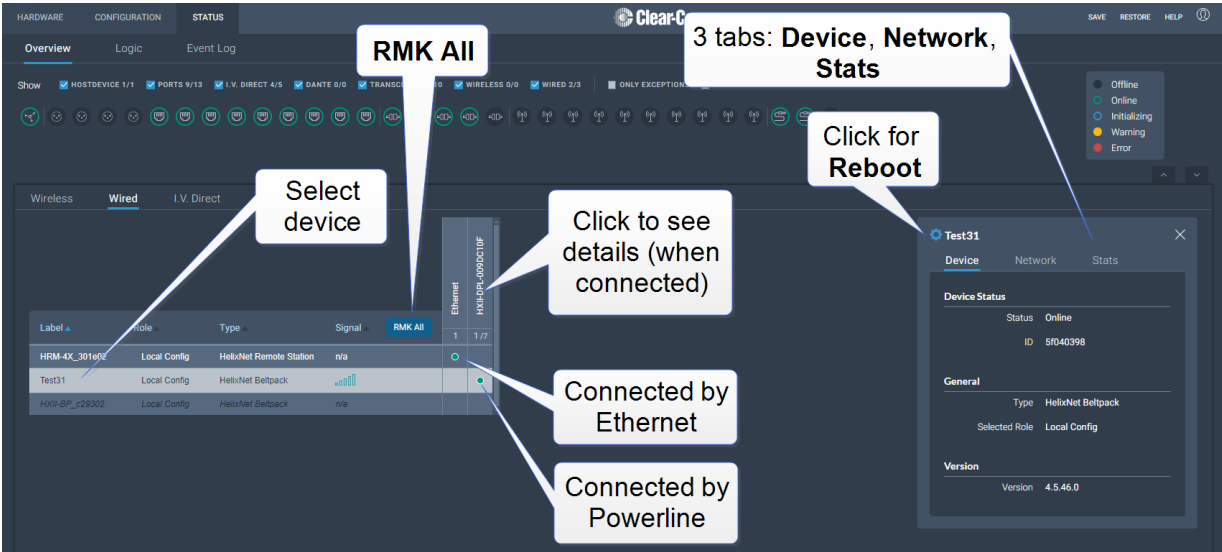 HARDWARE CONFIGURATION STATUS
Clear-C
SAVE RESTORE HELP
Overview Logic Event Log
RMK All
3 tabs: Device, Network,
Stats
Show HOSTDEVICE 1/1 PORTS 9/13 I.V. DIRECT 4/5 DANTE 0/0 WIRELESS 0/0 WIRED 2/3
Offline
Online
Initializing
Warning
Error
Click for
Reboot
Wireless Wired I.V. Direct
Select
device
Click to see
details (when
connected)
Ethernet
HXII-DPL-009DC10F
Label Role Type Signal RMK All 1 1/7
HRM-4X_301e02 Local Config HelixNet Remote Station n/a
Test31 Local Config HelixNet Beltpack
HXII-BP_c29302 Local Config HelixNet Beltpack n/a
Connected by
Ethernet
Connected by
Powerline
Test31
Device Network Stats
Device Status
Status Online
ID 5f040398
General
Type HelixNet Beltpack
Selected Role Local Config
Version
Version 4.5.46.0